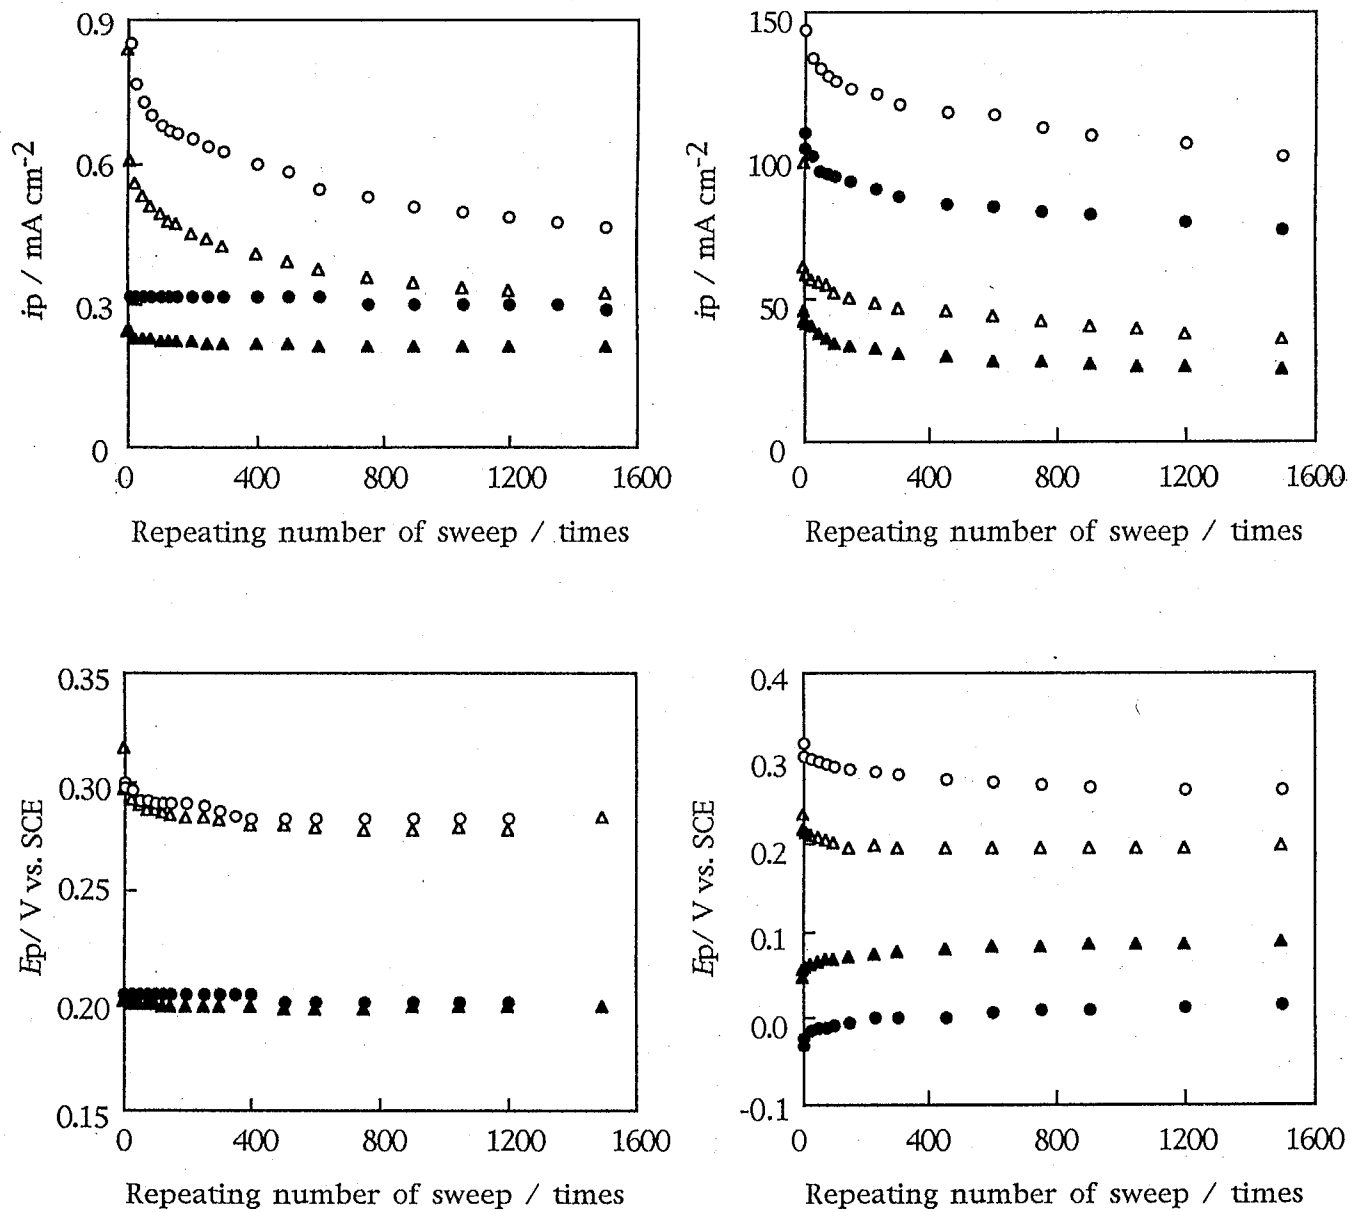 0.9
0.6
0.3
0
ip / mA cm-2
0 400 800 1200 1600
Repeating number of sweep / times
150
100
50
0
ip / mA cm-2
0 400 800 1200 1600
Repeating number of sweep / times
0.35
0.30
0.25
0.20
0.15
Ep/ V vs. SCE
0 400 800 1200 1600
Repeating number of sweep / times
0.4
0.3
0.2
0.1
0.0
-0.1
Ep/ V vs. SCE
0 400 800 1200 1600
Repeating number of sweep / times